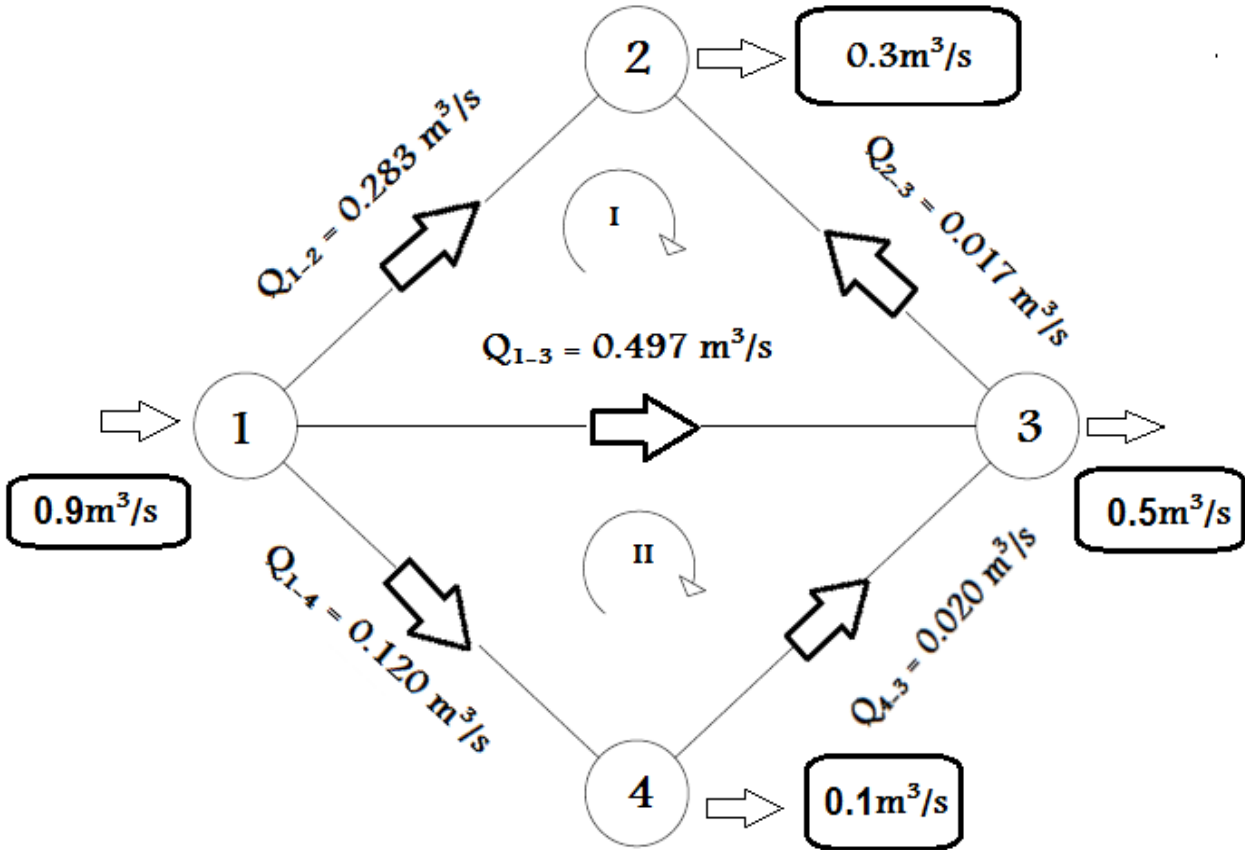 2
0.3m³/s
Q₁₋₂ = 0.283 m³/s
Q₂₋₃ = 0.017 m³/s
I
Q₁₋₃ = 0.497 m³/s
1
3
0.9m³/s
0.5m³/s
II
Q₁₋₄ = 0.120 m³/s
Q₄₋₃ = 0.020 m³/s
4
0.1m³/s